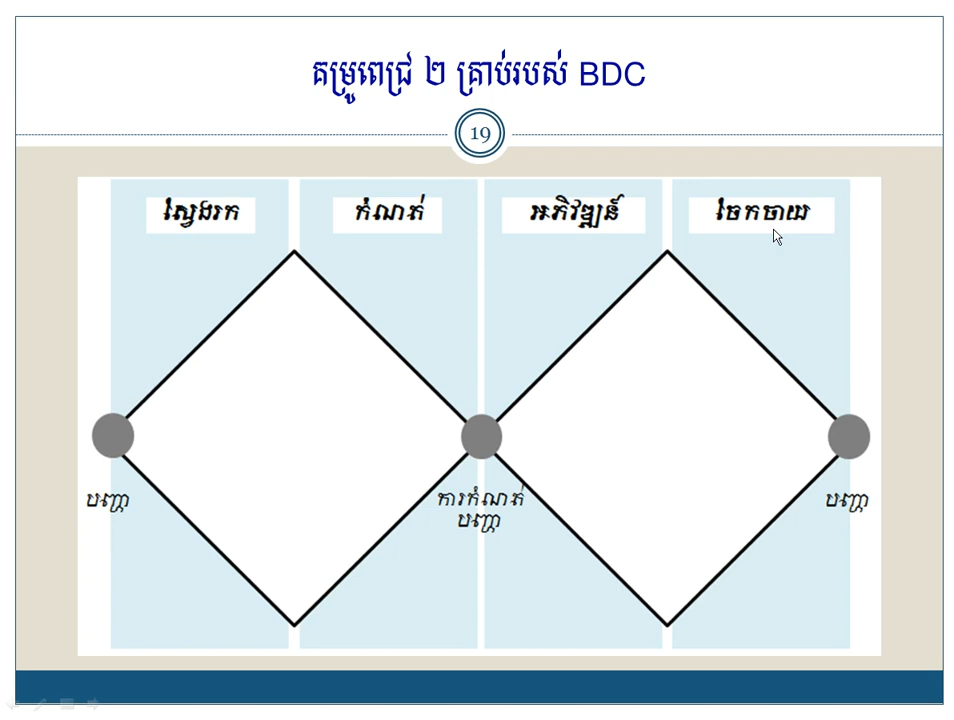 គម្រូពេជ្រ ២ គ្រាប់របស់ BDC
19
ស្វែងរក
កំណត់
អភិវឌ្ឍន៍
ចែកចាយ
បញ្ហា
ការកំណត់
បញ្ហា
បញ្ហា